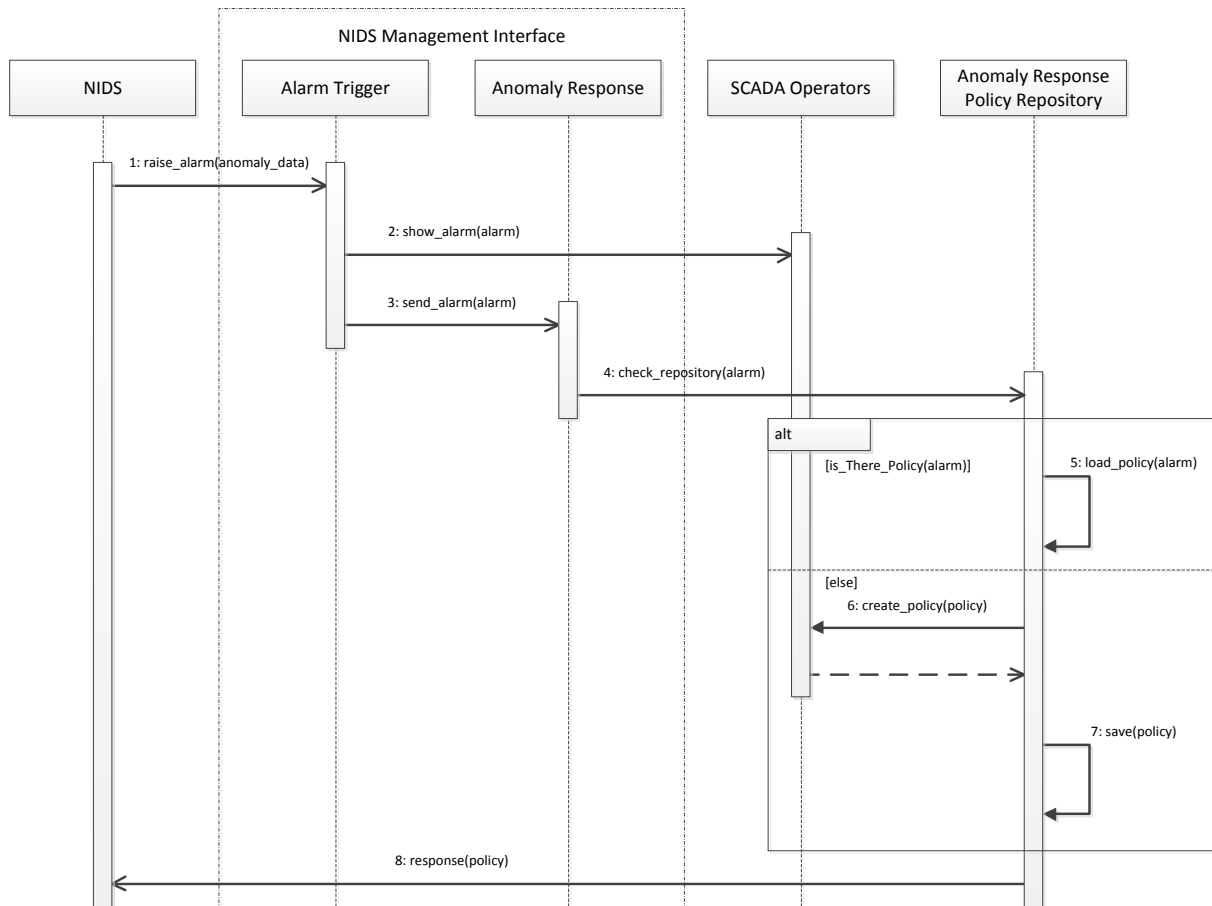 NIDS Management Interface
NIDS
Alarm Trigger
Anomaly Response
SCADA Operators
Anomaly Response
Policy Repository
1: raise_alarm(anomaly_data)
2: show_alarm(alarm)
3: send_alarm(alarm)
4: check_repository(alarm)
alt
[is_There_Policy(alarm)]
5: load_policy(alarm)
[else]
6: create_policy(policy)
7: save(policy)
8: response(policy)